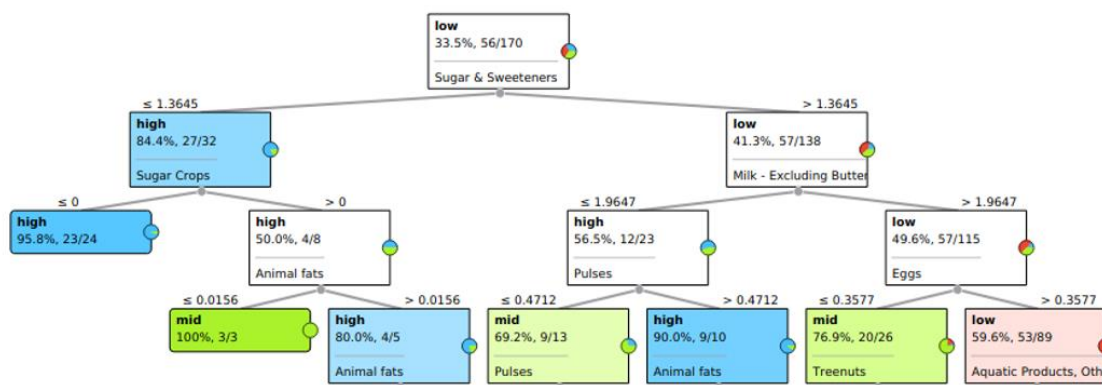 low
33.5%, 56/170
Sugar & Sweeteners
≤ 1.3645
> 1.3645
high
84.4%, 27/32
Sugar Crops
low
41.3%, 57/138
Milk - Excluding Butter
≤ 0
> 0
≤ 1.9647
> 1.9647
high
95.8%, 23/24
high
50.0%, 4/8
Animal fats
high
56.5%, 12/23
Pulses
low
49.6%, 57/115
Eggs
≤ 0.0156
> 0.0156
≤ 0.4712
> 0.4712
≤ 0.3577
> 0.3577
mid
100%, 3/3
high
80.0%, 4/5
Animal fats
mid
69.2%, 9/13
Pulses
high
90.0%, 9/10
Animal fats
mid
76.9%, 20/26
Treenuts
low
59.6%, 53/89
Aquatic Products, Oth